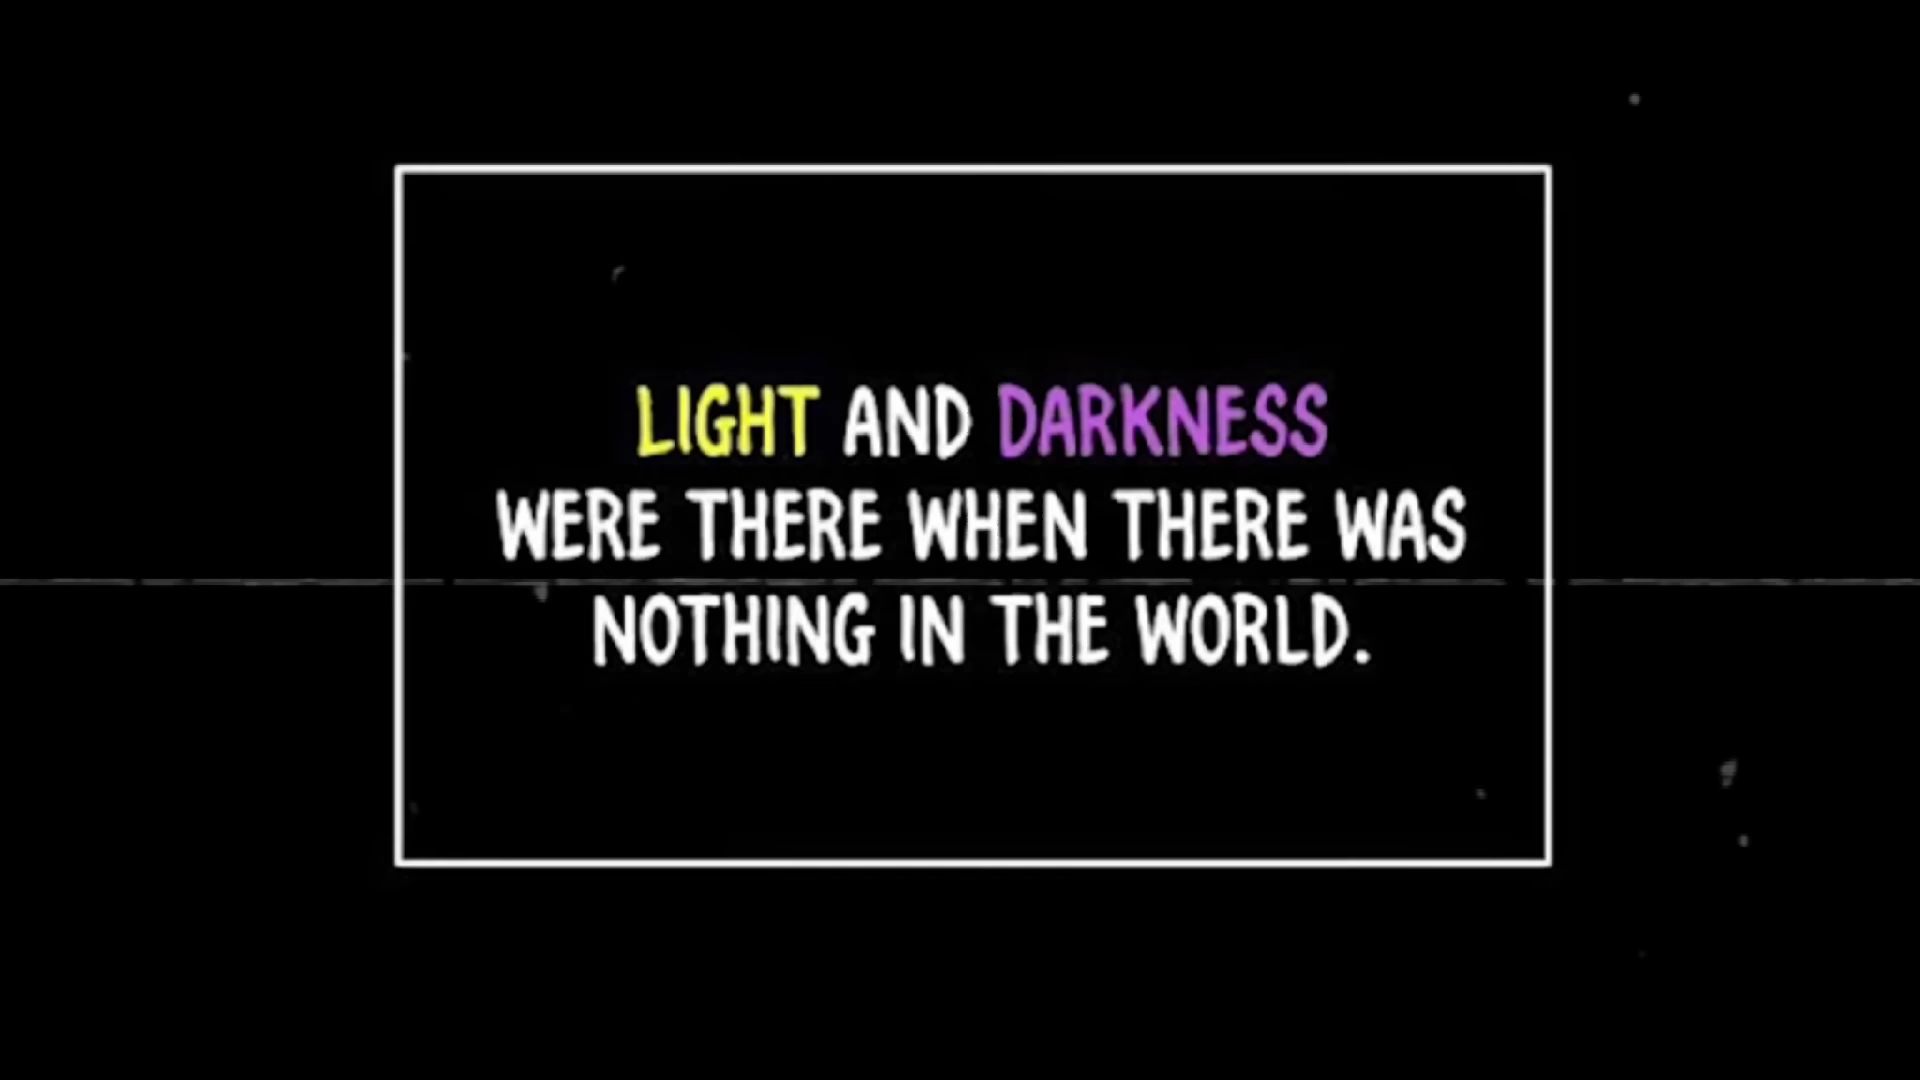 LIGHT AND DARKNESS
WERE THERE WHEN THERE WAS
NOTHING IN THE WORLD.